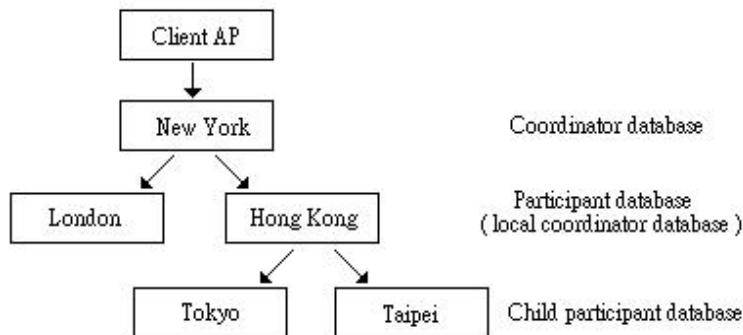 Client AP
New York
Coordinator database
London
Hong Kong
Participant database
( local coordinator database )
Tokyo
Taipei
Child participant database